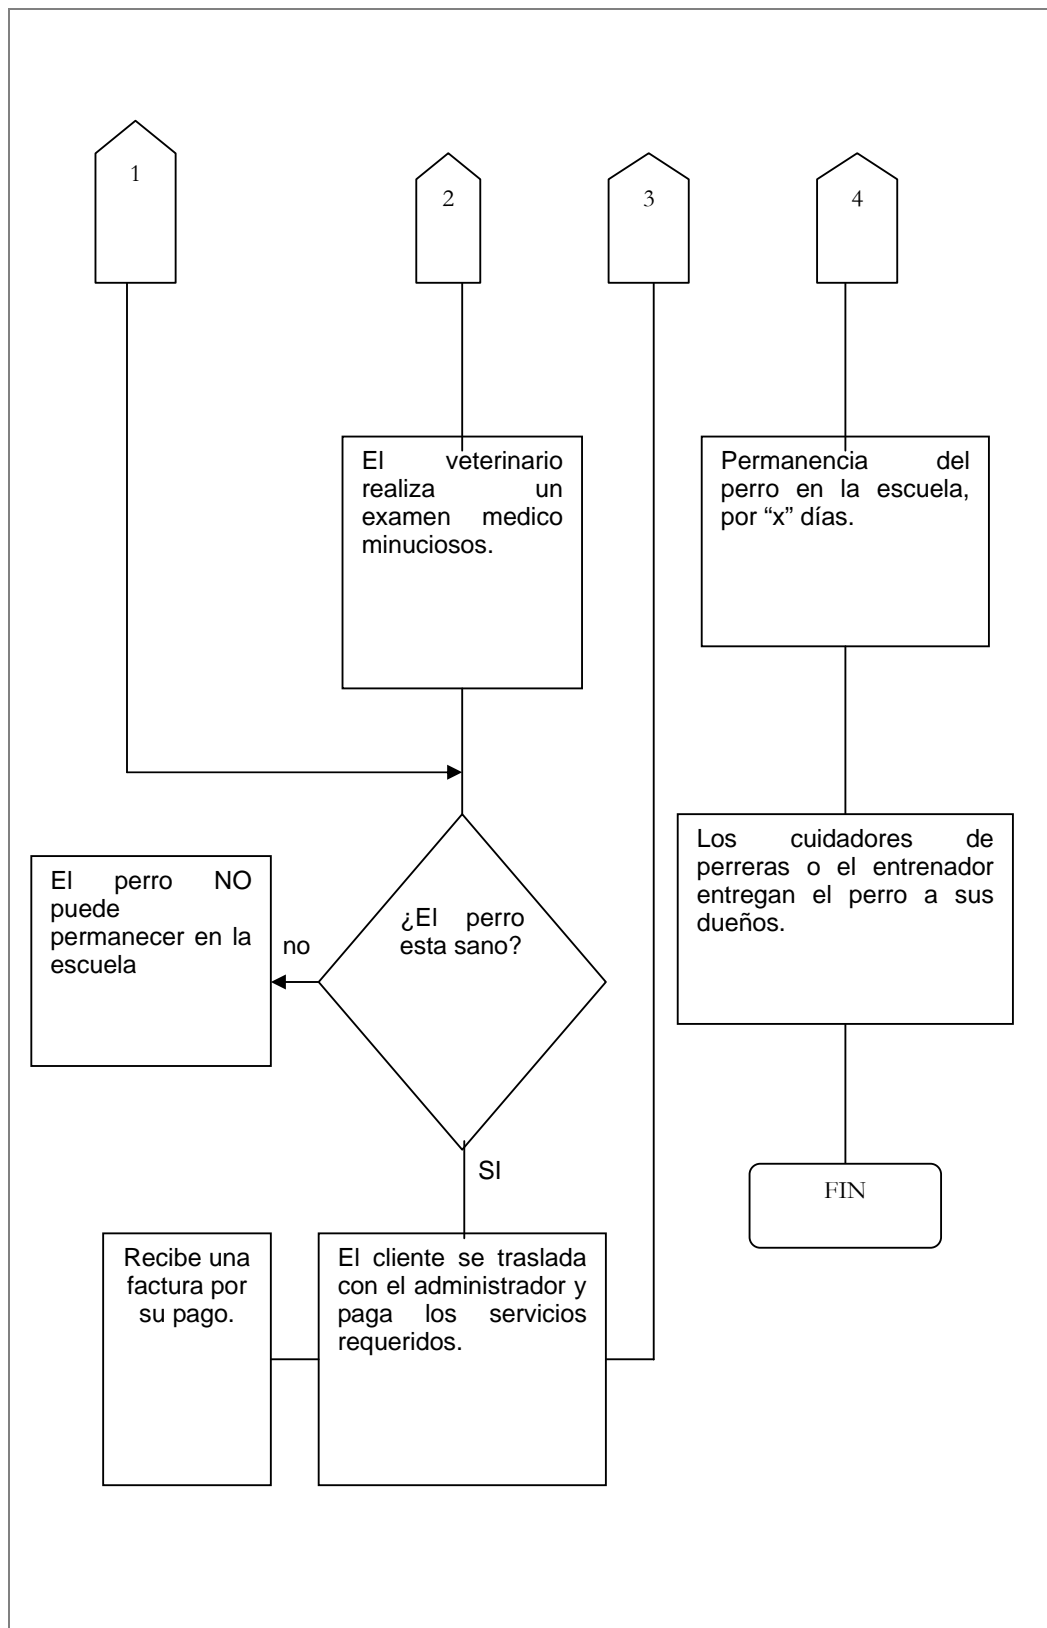 1
2
3
4
El veterinario
realiza un
examen medico
minuciosos.
Permanencia del
perro en la escuela,
por “x” días.
Los cuidadores de
perreras o el entrenador
entregan el perro a sus
dueños.
El perro NO
puede
permanecer en la
escuela
no
¿El perro
esta sano?
SI
FIN
Recibe una
factura por
su pago.
El cliente se traslada
con el administrador y
paga los servicios
requeridos.